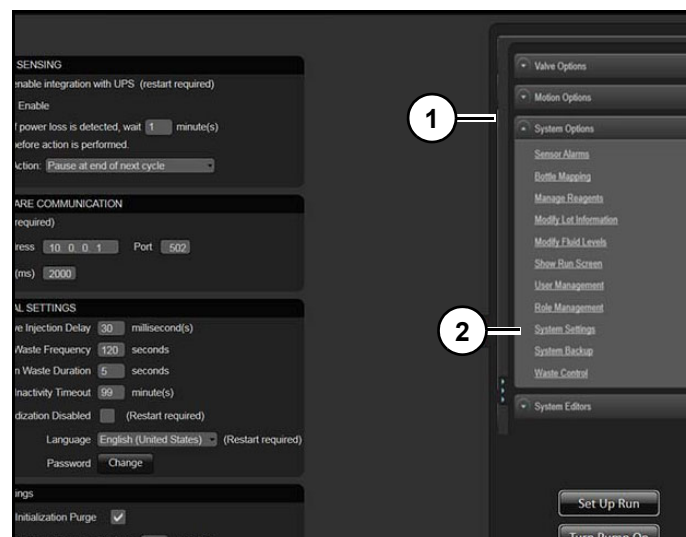 SENSING
enable integration with UPS (restart required)
Enable
f power loss is detected, wait 1 minute(s)
before action is performed.
Action: Pause at end of next cycle
ARE COMMUNICATION
required)
ress 10 0 0 1 Port 502
(ms) 2000
AL SETTINGS
ve Injection Delay 30 millisecond(s)
Waste Frequency 120 seconds
n Waste Duration 5 seconds
Inactivity Timeout 99 minute(s)
dization Disabled (Restart required)
Language English (United States) (Restart required)
Password Change
ings
Initialization Purge
1
2
Valve Options
Motion Options
System Options
Sensor Alarms
Bottle Mapping
Manage Reagents
Modify Lot Information
Modify Fluid Levels
Show Run Screen
User Management
Role Management
System Settings
System Backup
Waste Control
System Editors
Set Up Run
Turn Pump On